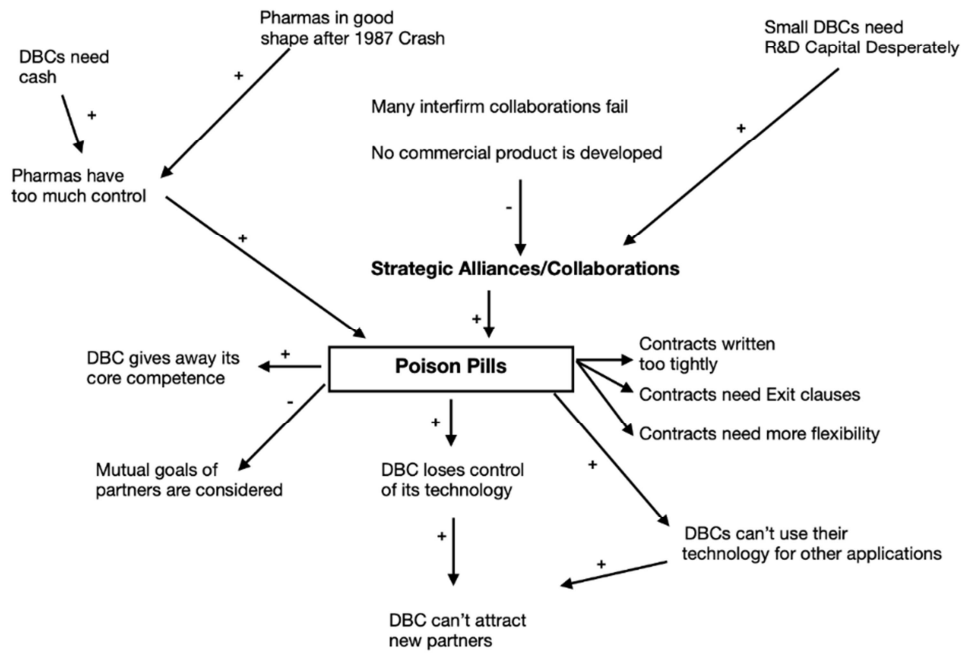 Pharmas in good
shape after 1987 Crash
Small DBCs need
R&D Capital Desperately
DBCs need
cash
+
+
Many interfirm collaborations fail
+
No commercial product is developed
Pharmas have
too much control
-
+
Strategic Alliances/Collaborations
+
Poison Pills
DBC gives away its
core competence
+
Contracts written
too tightly
Contracts need Exit clauses
-
+
Contracts need more flexibility
Mutual goals of
partners are considered
DBC loses control
of its technology
+
+
DBCs can't use their
technology for other applications
+
DBC can't attract
new partners